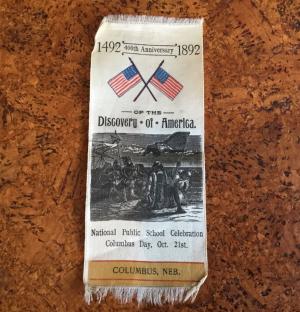 1492 400th Anniversary 1892
OF THE
Discovery • of • America.
National Public School Celebration
Columbus Day, Oct. 21st.
COLUMBUS, NEB.